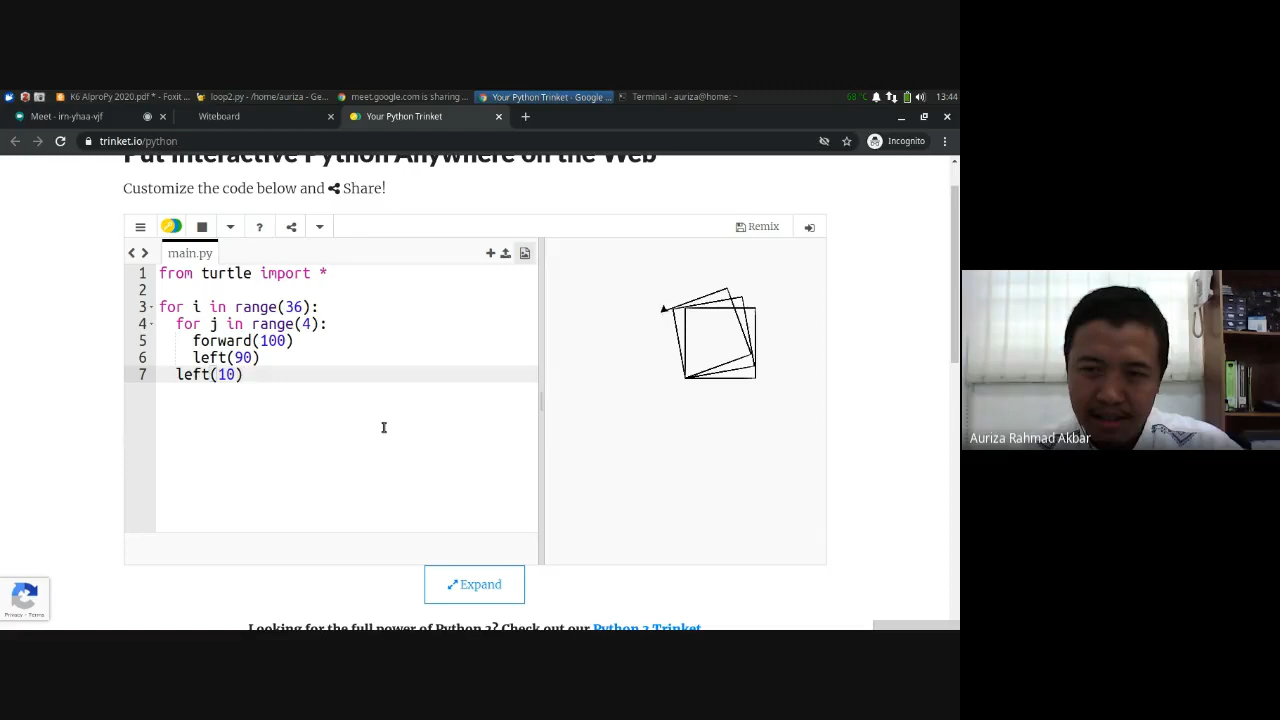 K6 AlproPy 2020.pdf * - Foxit ... loop2.py - /home/auriza - Ge... meet.google.com is sharing ... Your Python Trinket - Google ... Terminal - auriza@home: ~ 68°C 13:44
Meet - irn-yhaa-vjf Witeboard Your Python Trinket
trinket.io/python Incognito
Put Interactive Python Anywhere on the Web
Customize the code below and Share!
? Remix
main.py
1 from turtle import *
2
3 for i in range(36):
4 for j in range(4):
5 forward(100)
6 left(90)
7 left(10)
Auriza Rahmad Akbar
Expand
Privacy - Terms
Looking for the full power of Python 3? Check out our Python 3 Trinket